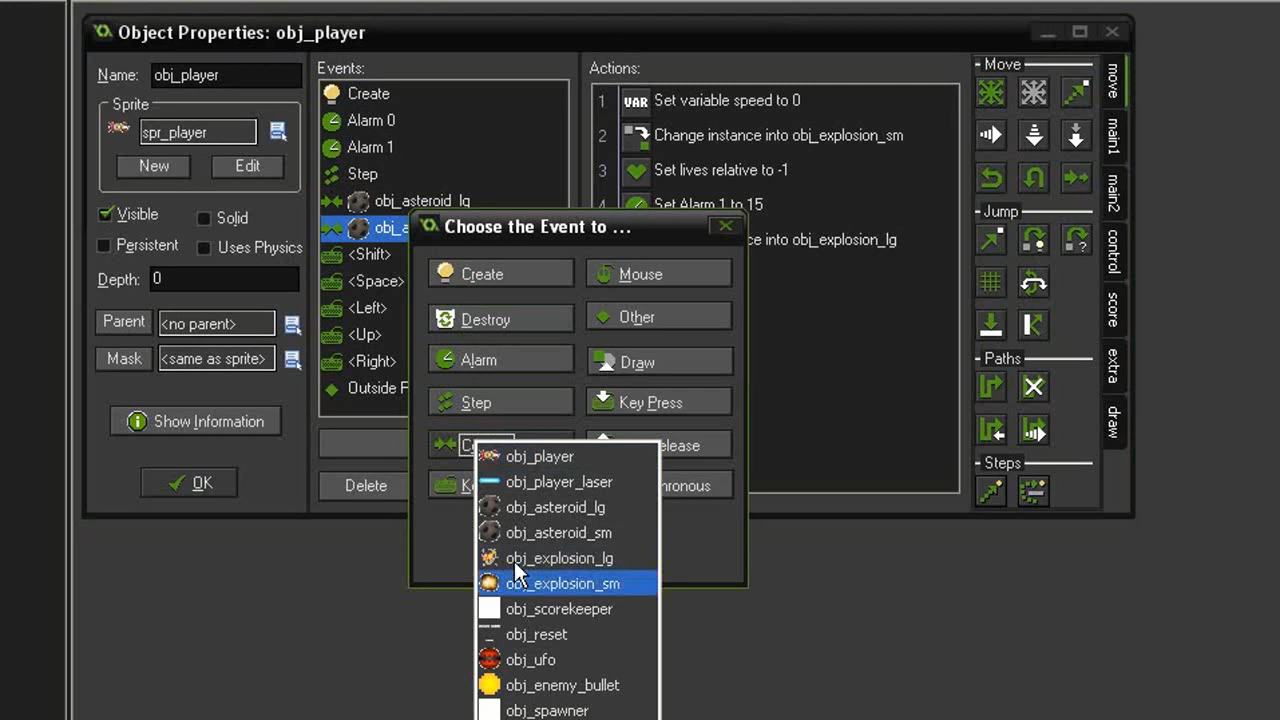 Object Properties: obj_player
Name: obj_player
Sprite
spr_player
New Edit
Visible Solid
Persistent Uses Physics
Depth: 0
Parent <no parent>
Mask <same as sprite>
Show Information
OK
Events:
Create
Alarm 0
Alarm 1
Step
obj_asteroid_lg
obj_a
<Shift>
<Space>
<Left>
<Up>
<Right>
Outside
Delete
Actions:
1 VAR Set variable speed to 0
2 Change instance into obj_explosion_sm
3 Set lives relative to -1
4 Set Alarm 1 to 15
ce into obj_explosion_lg
Choose the Event to ...
Create Mouse
Destroy Other
Alarm Draw
Step Key Press
elease
chronous
obj_player
obj_player_laser
obj_asteroid_lg
obj_asteroid_sm
obj_explosion_lg
obj_explosion_sm
obj_scorekeeper
obj_reset
obj_ufo
obj_enemy_bullet
obj_spawner
Move
Jump
Paths
Steps
move
main1
main2
control
score
extra
draw